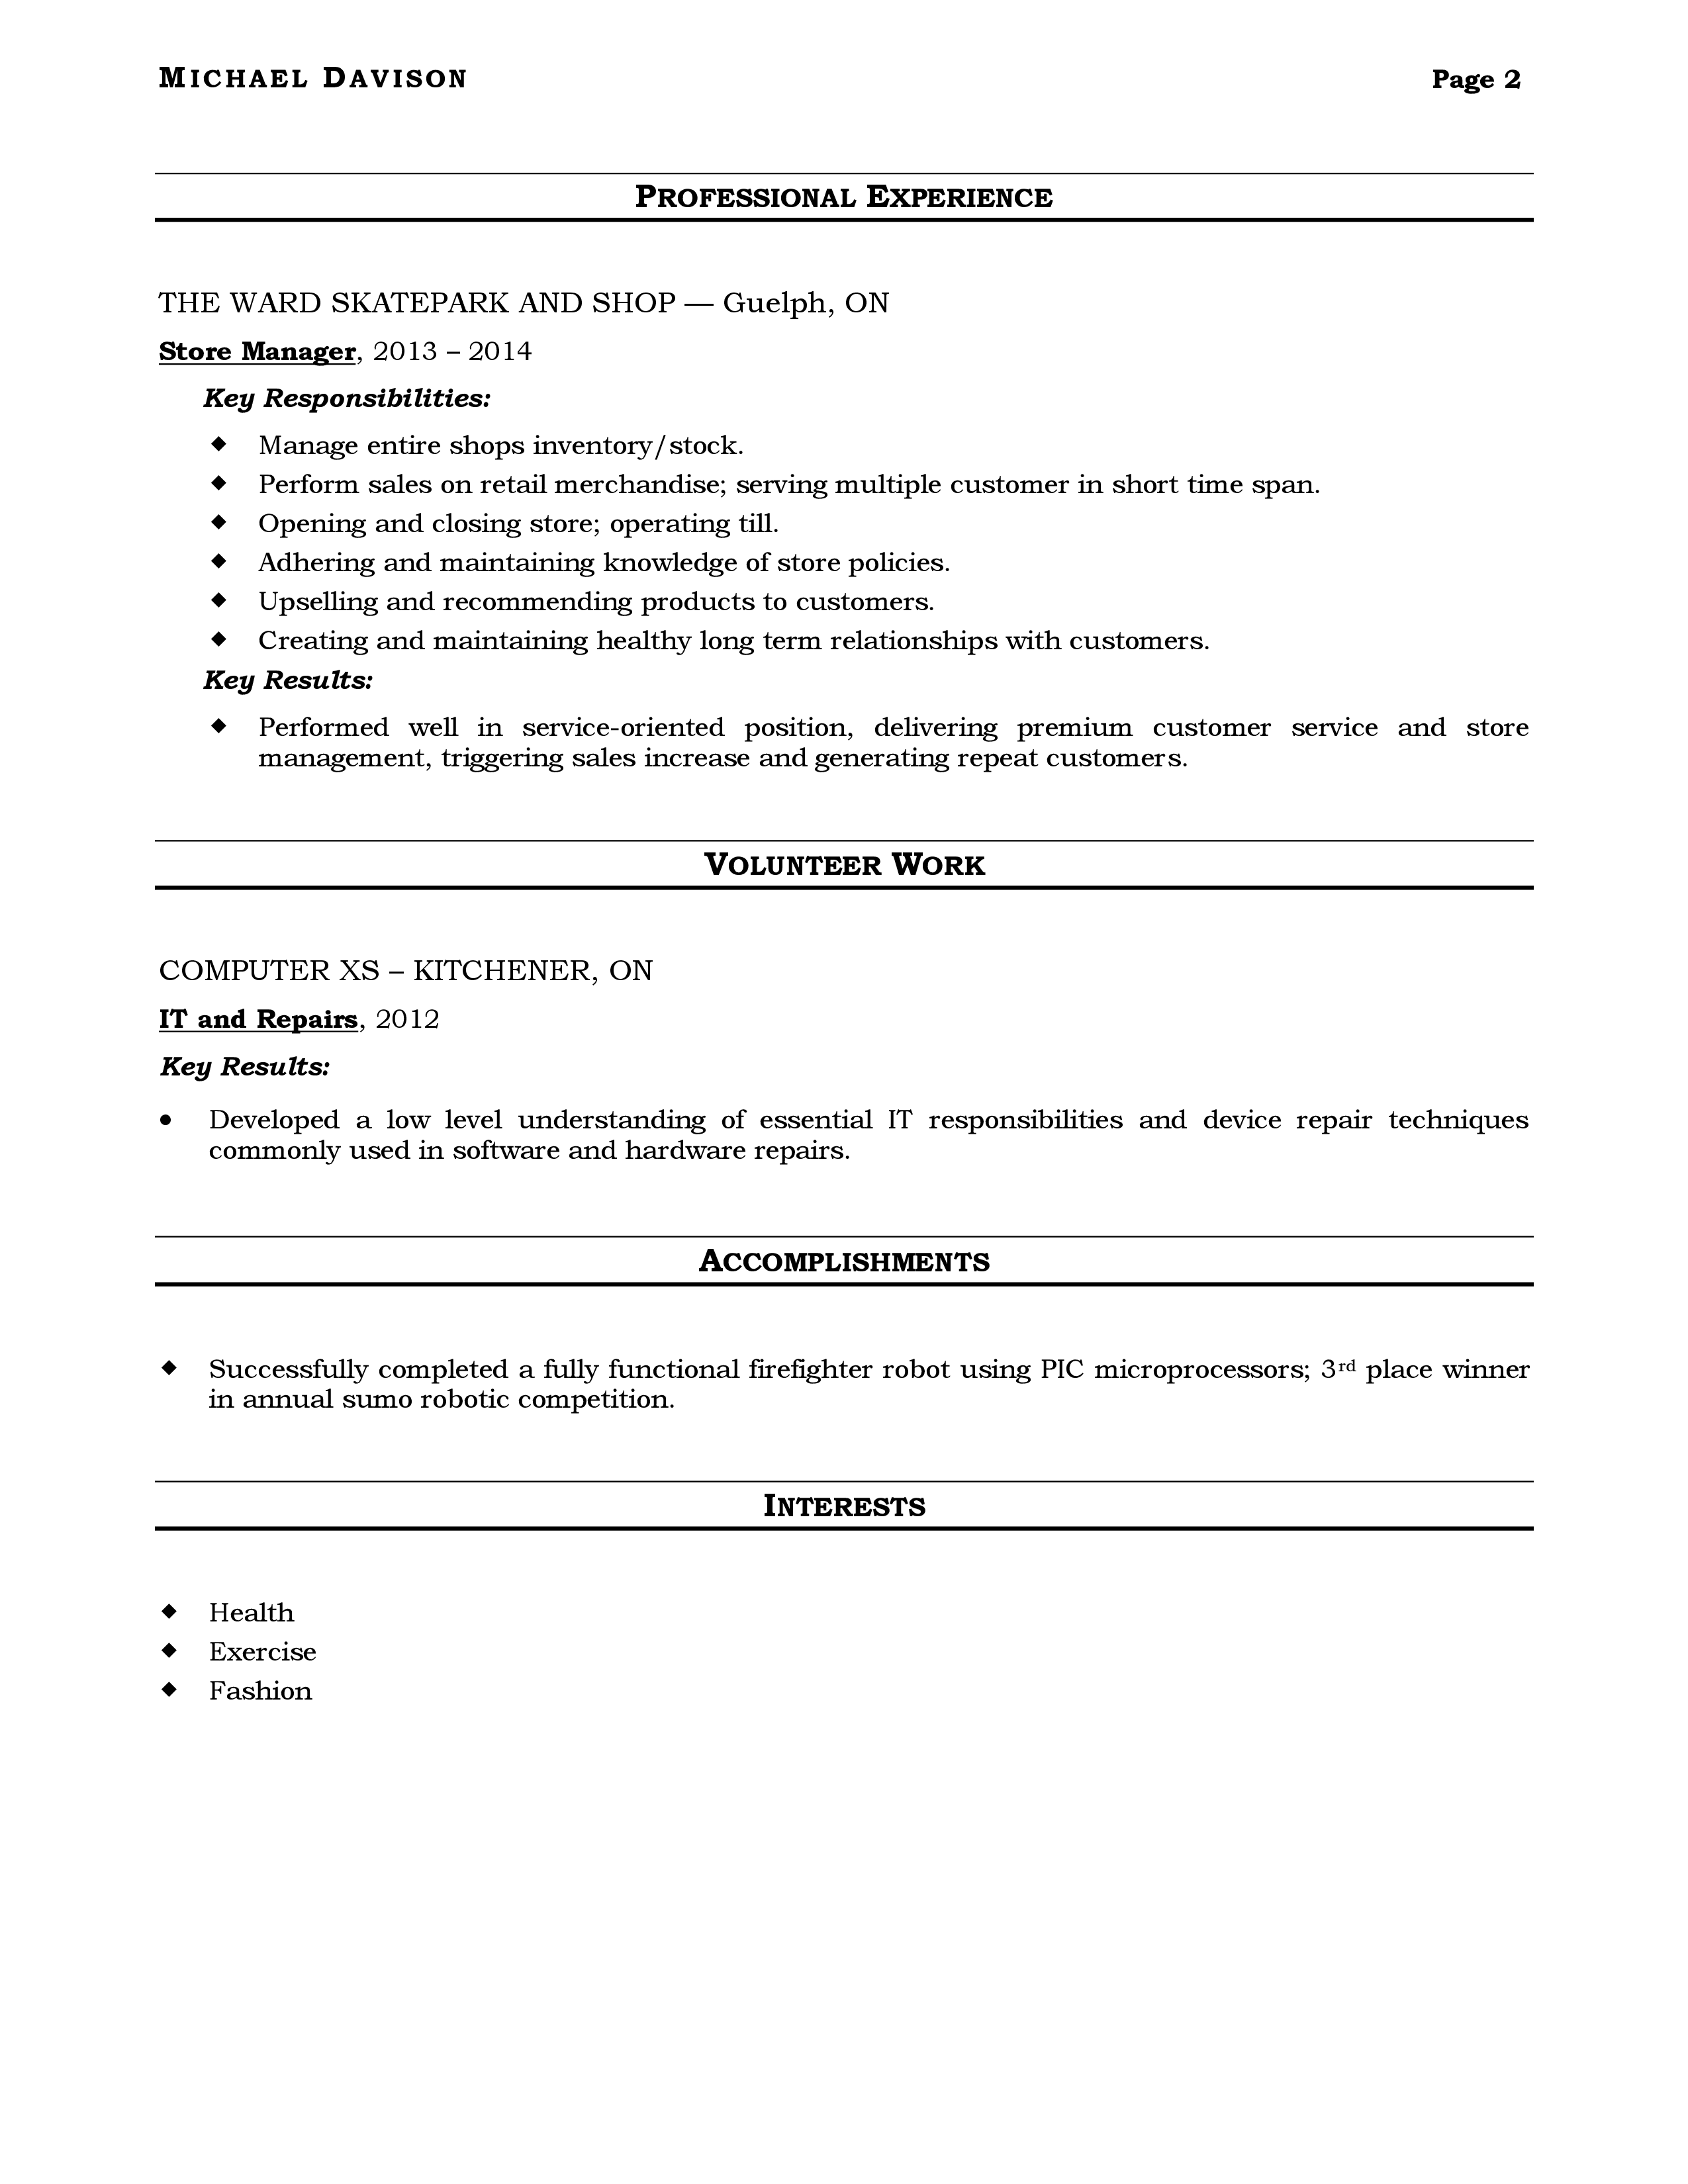 MICHAEL DAVISON Page 2
PROFESSIONAL EXPERIENCE
THE WARD SKATEPARK AND SHOP — Guelph, ON
Store Manager, 2013 – 2014
Key Responsibilities:
◆ Manage entire shops inventory/stock.
◆ Perform sales on retail merchandise; serving multiple customer in short time span.
◆ Opening and closing store; operating till.
◆ Adhering and maintaining knowledge of store policies.
◆ Upselling and recommending products to customers.
◆ Creating and maintaining healthy long term relationships with customers.
Key Results:
◆ Performed well in service-oriented position, delivering premium customer service and store
management, triggering sales increase and generating repeat customers.
VOLUNTEER WORK
COMPUTER XS – KITCHENER, ON
IT and Repairs, 2012
Key Results:
● Developed a low level understanding of essential IT responsibilities and device repair techniques
commonly used in software and hardware repairs.
ACCOMPLISHMENTS
◆ Successfully completed a fully functional firefighter robot using PIC microprocessors; 3rd place winner
in annual sumo robotic competition.
INTERESTS
◆ Health
◆ Exercise
◆ Fashion